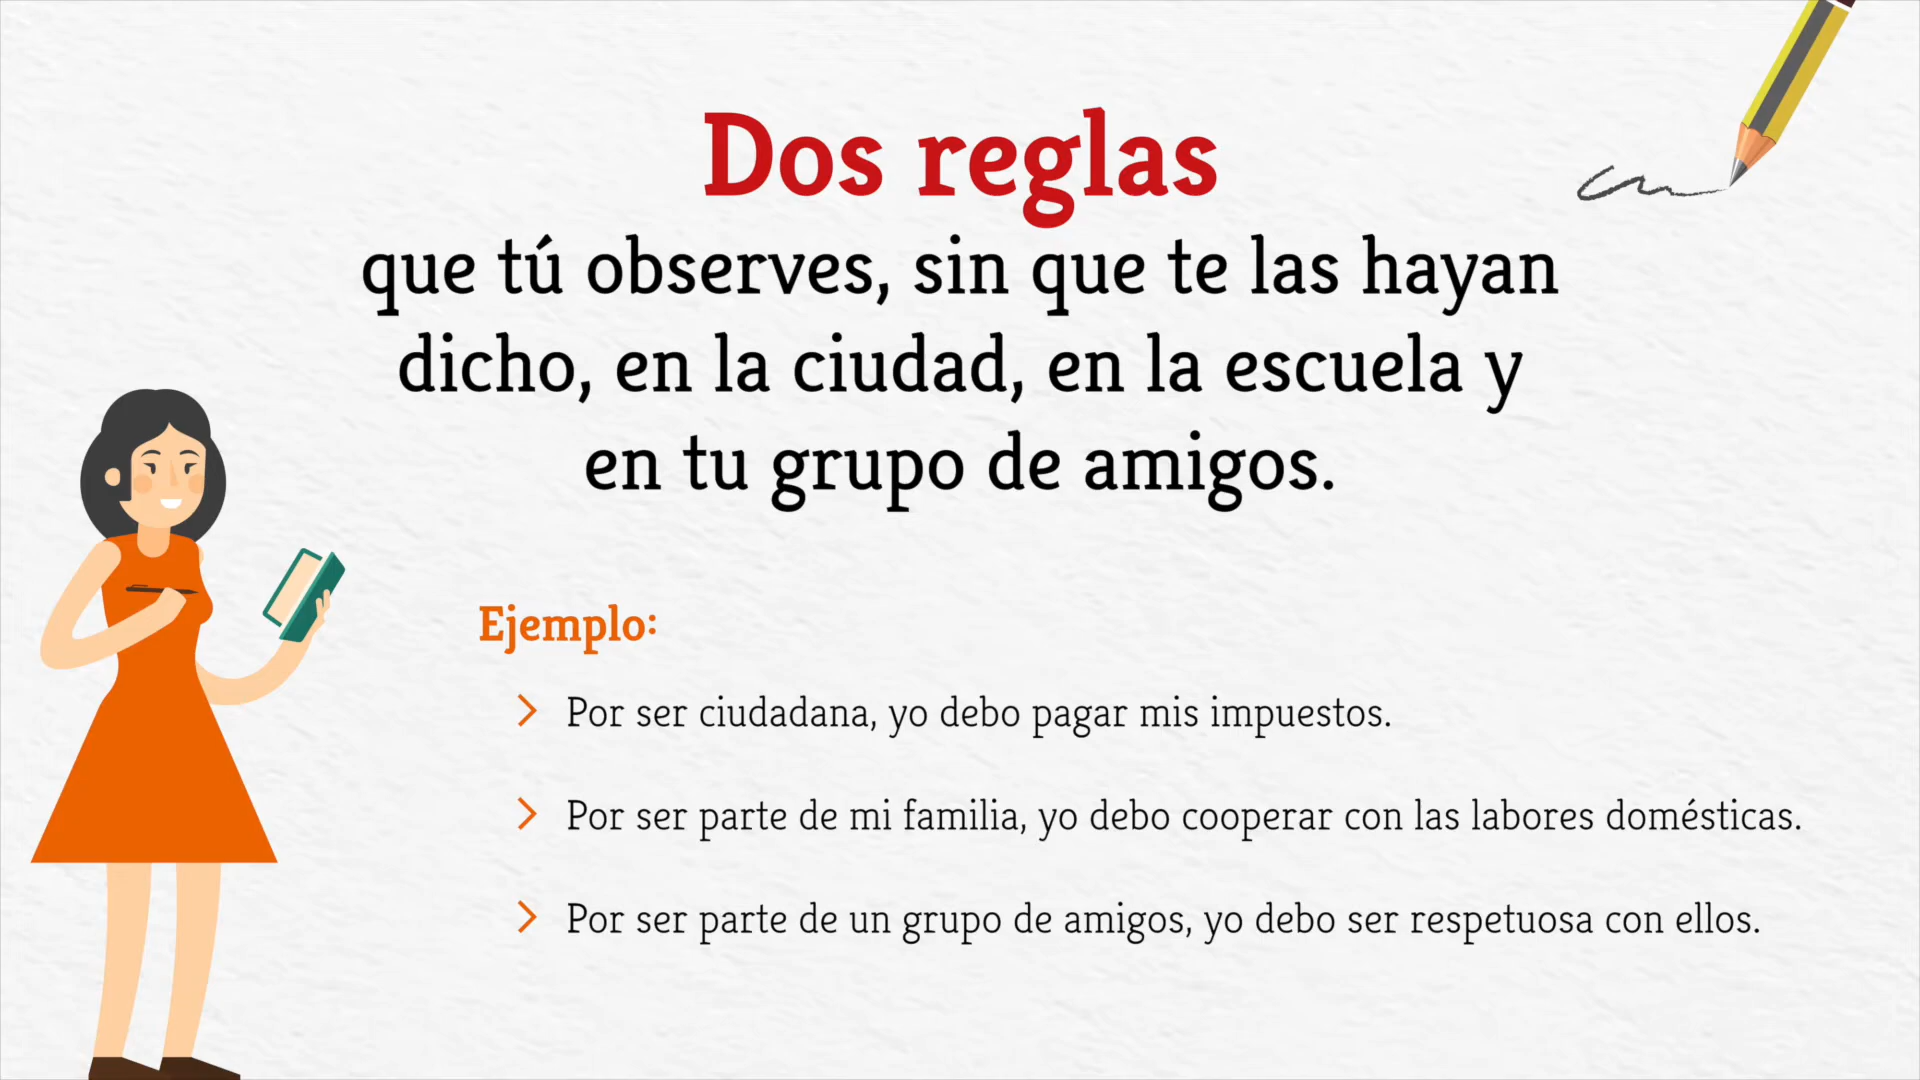 Dos reglas
que tú observes, sin que te las hayan
dicho, en la ciudad, en la escuela y
en tu grupo de amigos.
Ejemplo:
Por ser ciudadana, yo debo pagar mis impuestos.
Por ser parte de mi familia, yo debo cooperar con las labores domésticas.
Por ser parte de un grupo de amigos, yo debo ser respetuosa con ellos.